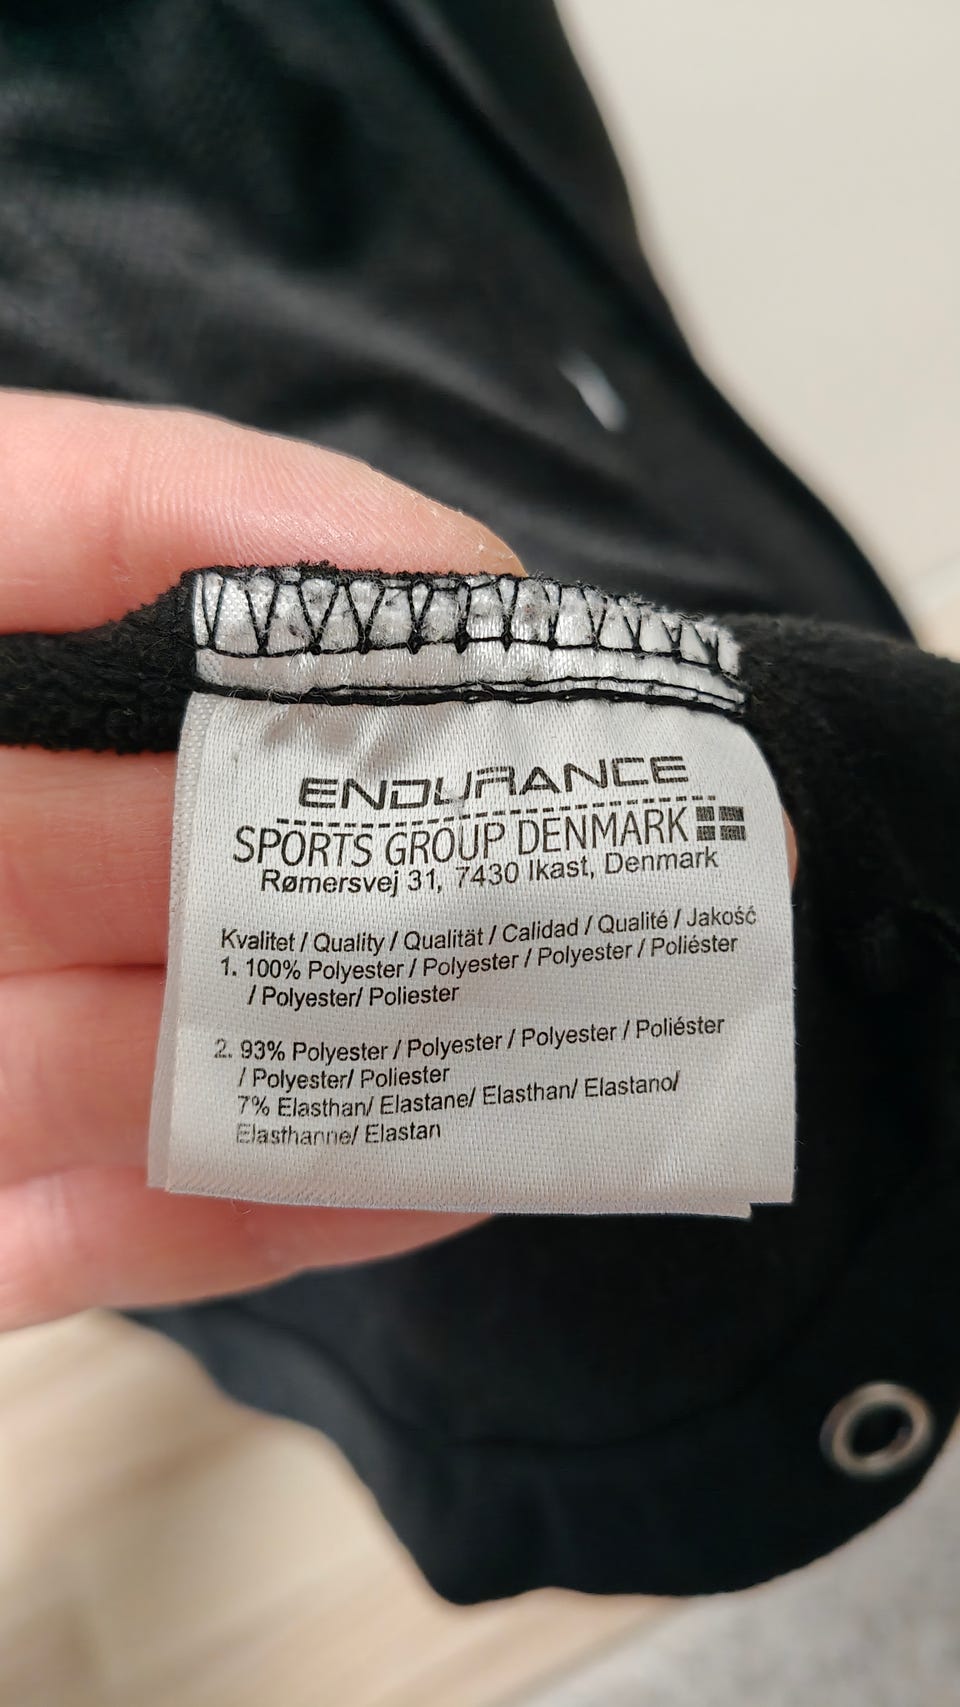 ENDURANCE
SPORTS GROUP DENMARK
Rømersvej 31, 7430 Ikast, Denmark
Kvalitet / Quality / Qualität / Calidad / Qualité / Jakość
1. 100% Polyester / Polyester / Polyester / Poliéster
/ Polyester/ Poliester
2. 93% Polyester / Polyester / Polyester / Poliéster
/ Polyester/ Poliester
7% Elasthan/ Elastane/ Elasthan/ Elastano/
Elasthanne/ Elastan